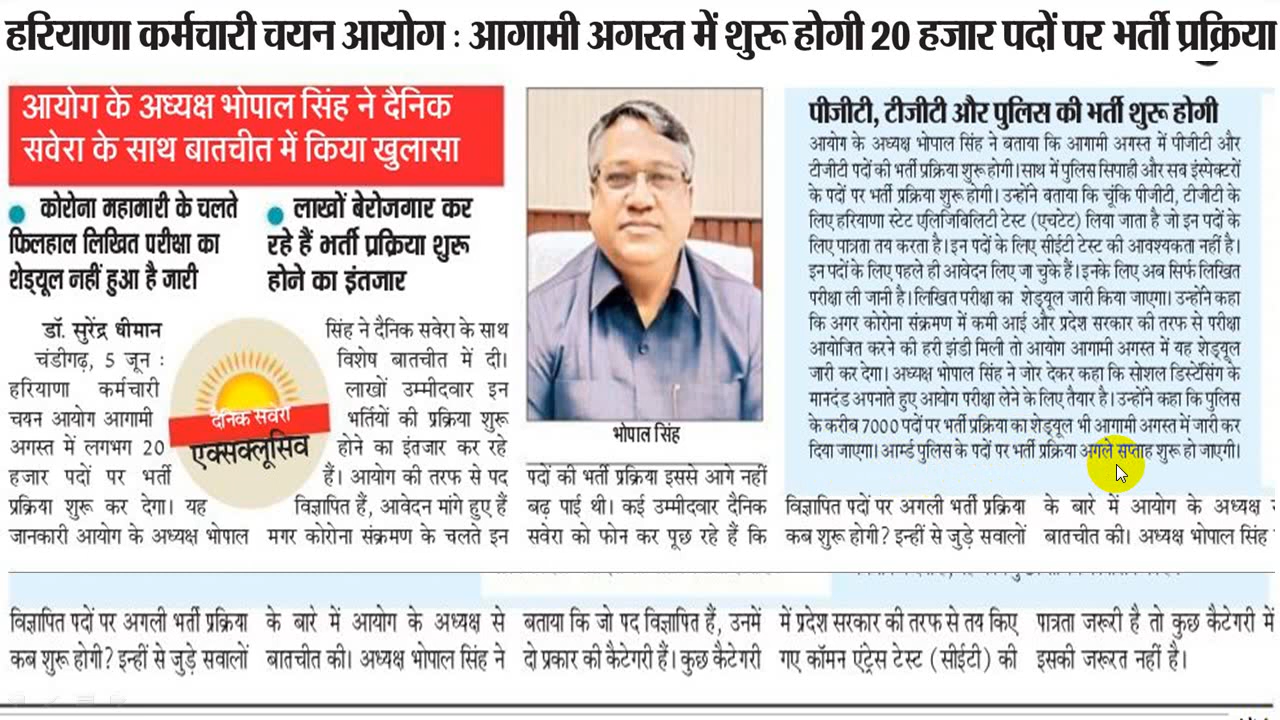 हरियाणा कर्मचारी चयन आयोग : आगामी अगस्त में शुरू होगी 20 हजार पदों पर भर्ती प्रक्रिया
आयोग के अध्यक्ष भोपाल सिंह ने दैनिक
सवेरा के साथ बातचीत में किया खुलासा
कोरोना महामारी के चलते
फिलहाल लिखित परीक्षा का
शेड्यूल नहीं हुआ है जारी
लाखों बेरोजगार कर
रहे हैं भर्ती प्रक्रिया शुरू
होने का इंतजार
डॉ. सुरेंद्र धीमान
चंडीगढ़, 5 जून :
हरियाणा कर्मचारी
चयन आयोग आगामी
अगस्त में लगभग 20
हजार पदों पर भर्ती
प्रक्रिया शुरू कर देगा। यह
जानकारी आयोग के अध्यक्ष भोपाल
दैनिक सवेरा
एक्सक्लूसिव
सिंह ने दैनिक सवेरा के साथ
विशेष बातचीत में दी।
लाखों उम्मीदवार इन
भर्तियों की प्रक्रिया शुरू
होने का इंतजार कर रहे
हैं। आयोग की तरफ से पद
विज्ञापित हैं, आवेदन मांगे हुए हैं
मगर कोरोना संक्रमण के चलते इन
भोपाल सिंह
पदों की भर्ती प्रक्रिया इससे आगे नहीं
बढ़ पाई थी। कई उम्मीदवार दैनिक
सवेरा को फोन कर पूछ रहे हैं कि
पीजीटी, टीजीटी और पुलिस की भर्ती शुरू होगी
आयोग के अध्यक्ष भोपाल सिंह ने बताया कि आगामी अगस्त में पीजीटी और
टीजीटी पदों की भर्ती प्रक्रिया शुरू होगी। साथ में पुलिस सिपाही और सब इंस्पेक्टरों
के पदों पर भर्ती प्रक्रिया शुरू होगी। उन्होंने बताया कि चूंकि पीजीटी, टीजीटी के
लिए हरियाणा स्टेट एलिजिबिलिटी टेस्ट (एचटेट) लिया जाता है जो इन पदों के
लिए पात्रता तय करता है। इन पदों के लिए सीईटी टेस्ट की आवश्यकता नहीं है।
इन पदों के लिए पहले ही आवेदन लिए जा चुके हैं। इनके लिए अब सिर्फ लिखित
परीक्षा ली जानी है। लिखित परीक्षा का शेड्यूल जारी किया जाएगा। उन्होंने कहा
कि अगर कोरोना संक्रमण में कमी आई और प्रदेश सरकार की तरफ से परीक्षा
आयोजित करने की हरी झंडी मिली तो आयोग आगामी अगस्त में यह शेड्यूल
जारी कर देगा। अध्यक्ष भोपाल सिंह ने जोर देकर कहा कि सोशल डिस्टेंसिंग के
मानदंड अपनाते हुए आयोग परीक्षा लेने के लिए तैयार है। उन्होंने कहा कि पुलिस
के करीब 7000 पदों पर भर्ती प्रक्रिया का शेड्यूल भी आगामी अगस्त में जारी कर
दिया जाएगा। आर्म्ड पुलिस के पदों पर भर्ती प्रक्रिया अगले सप्ताह शुरू हो जाएगी।
विज्ञापित पदों पर अगली भर्ती प्रक्रिया
कब शुरू होगी? इन्हीं से जुड़े सवालों
के बारे में आयोग के अध्यक्ष
बातचीत की। अध्यक्ष भोपाल सिंह
विज्ञापित पदों पर अगली भर्ती प्रक्रिया
कब शुरू होगी? इन्हीं से जुड़े सवालों
के बारे में आयोग के अध्यक्ष से
बातचीत की। अध्यक्ष भोपाल सिंह ने
बताया कि जो पद विज्ञापित हैं, उनमें
दो प्रकार की कैटेगरी हैं। कुछ कैटेगरी
में प्रदेश सरकार की तरफ से तय किए
गए कॉमन एंट्रेस टेस्ट (सीईटी) की
पात्रता जरूरी है तो कुछ कैटेगरी में
इसकी जरूरत नहीं है।